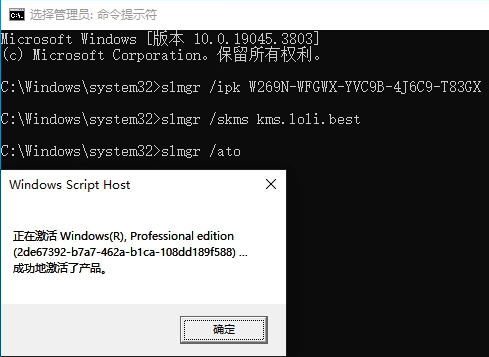 选择管理员: 命令提示符
Microsoft Windows [版本 10.0.19045.3803]
(c) Microsoft Corporation。保留所有权利。
C:\Windows\system32>slmgr /ipk W269N-WFGWX-YVC9B-4J6C9-T83GX
C:\Windows\system32>slmgr /skms kms.loli.best
C:\Windows\system32>slmgr /ato
Windows Script Host
正在激活 Windows(R), Professional edition
(2de67392-b7a7-462a-b1ca-108dd189f588) ...
成功地激活了产品。
确定